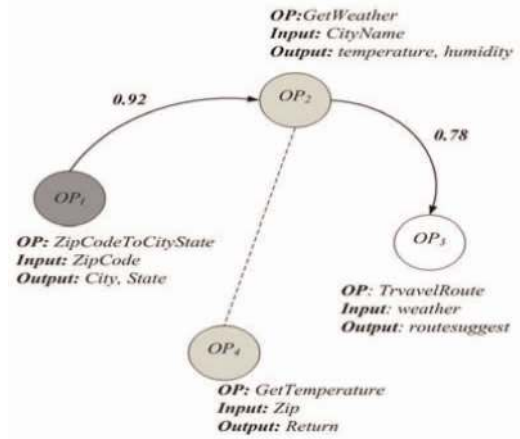 OP:GetWeather
Input: CityName
Output: temperature, humidity
0.92
OP2
0.78
OP1
OP: ZipCodeToCityState
Input: ZipCode
Output: City, State
OP3
OP: TrvavelRoute
Input: weather
Output: routesuggest
OP4
OP: GetTemperature
Input: Zip
Output: Return